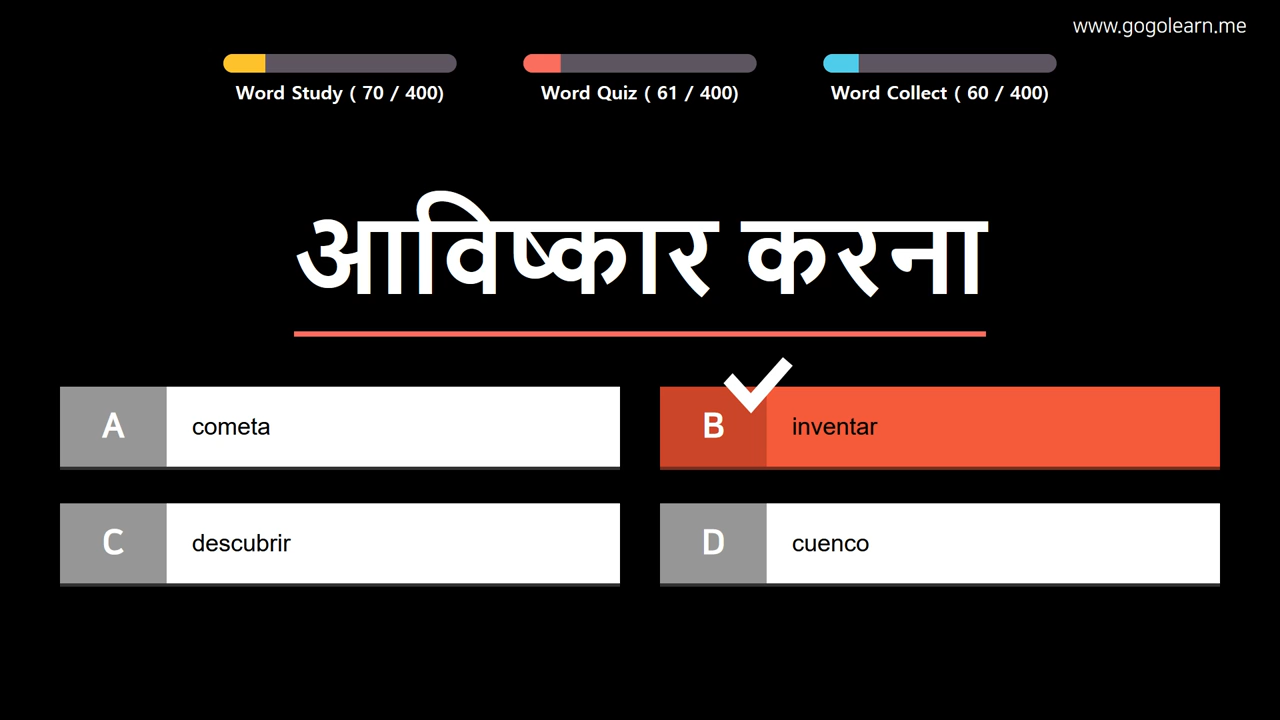 www.gogolearn.me
Word Study ( 70 / 400)
Word Quiz ( 61 / 400)
Word Collect ( 60 / 400)
आविष्कार करना
A cometa
B inventar
C descubrir
D cuenco